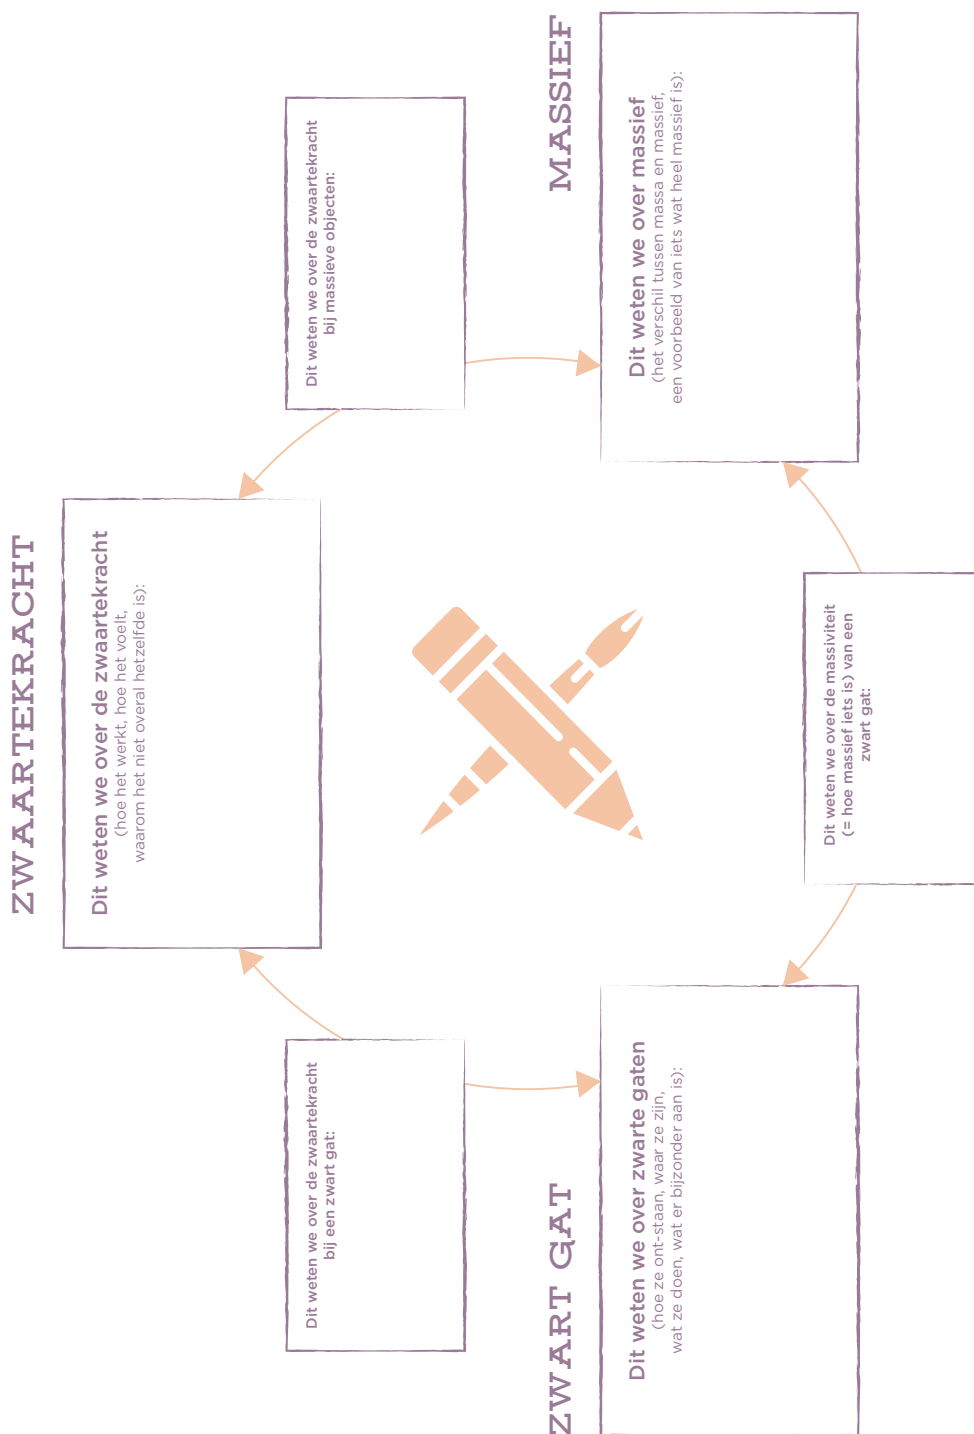 ZWAARTEKRACHT
Dit weten we over de zwaartekracht
(hoe het werkt, hoe het voelt,
waarom het niet overal hetzelfde is):
Dit weten we over de zwaartekracht
bij een zwart gat:
Dit weten we over de zwaartekracht
bij massieve objecten:
ZWART GAT
Dit weten we over zwarte gaten
(hoe ze ont-staan, waar ze zijn,
wat ze doen, wat er bijzonder aan is):
MASSIEF
Dit weten we over massief
(het verschil tussen massa en massief,
een voorbeeld van iets wat heel massief is):
Dit weten we over de massiviteit
(= hoe massief iets is) van een
zwart gat: